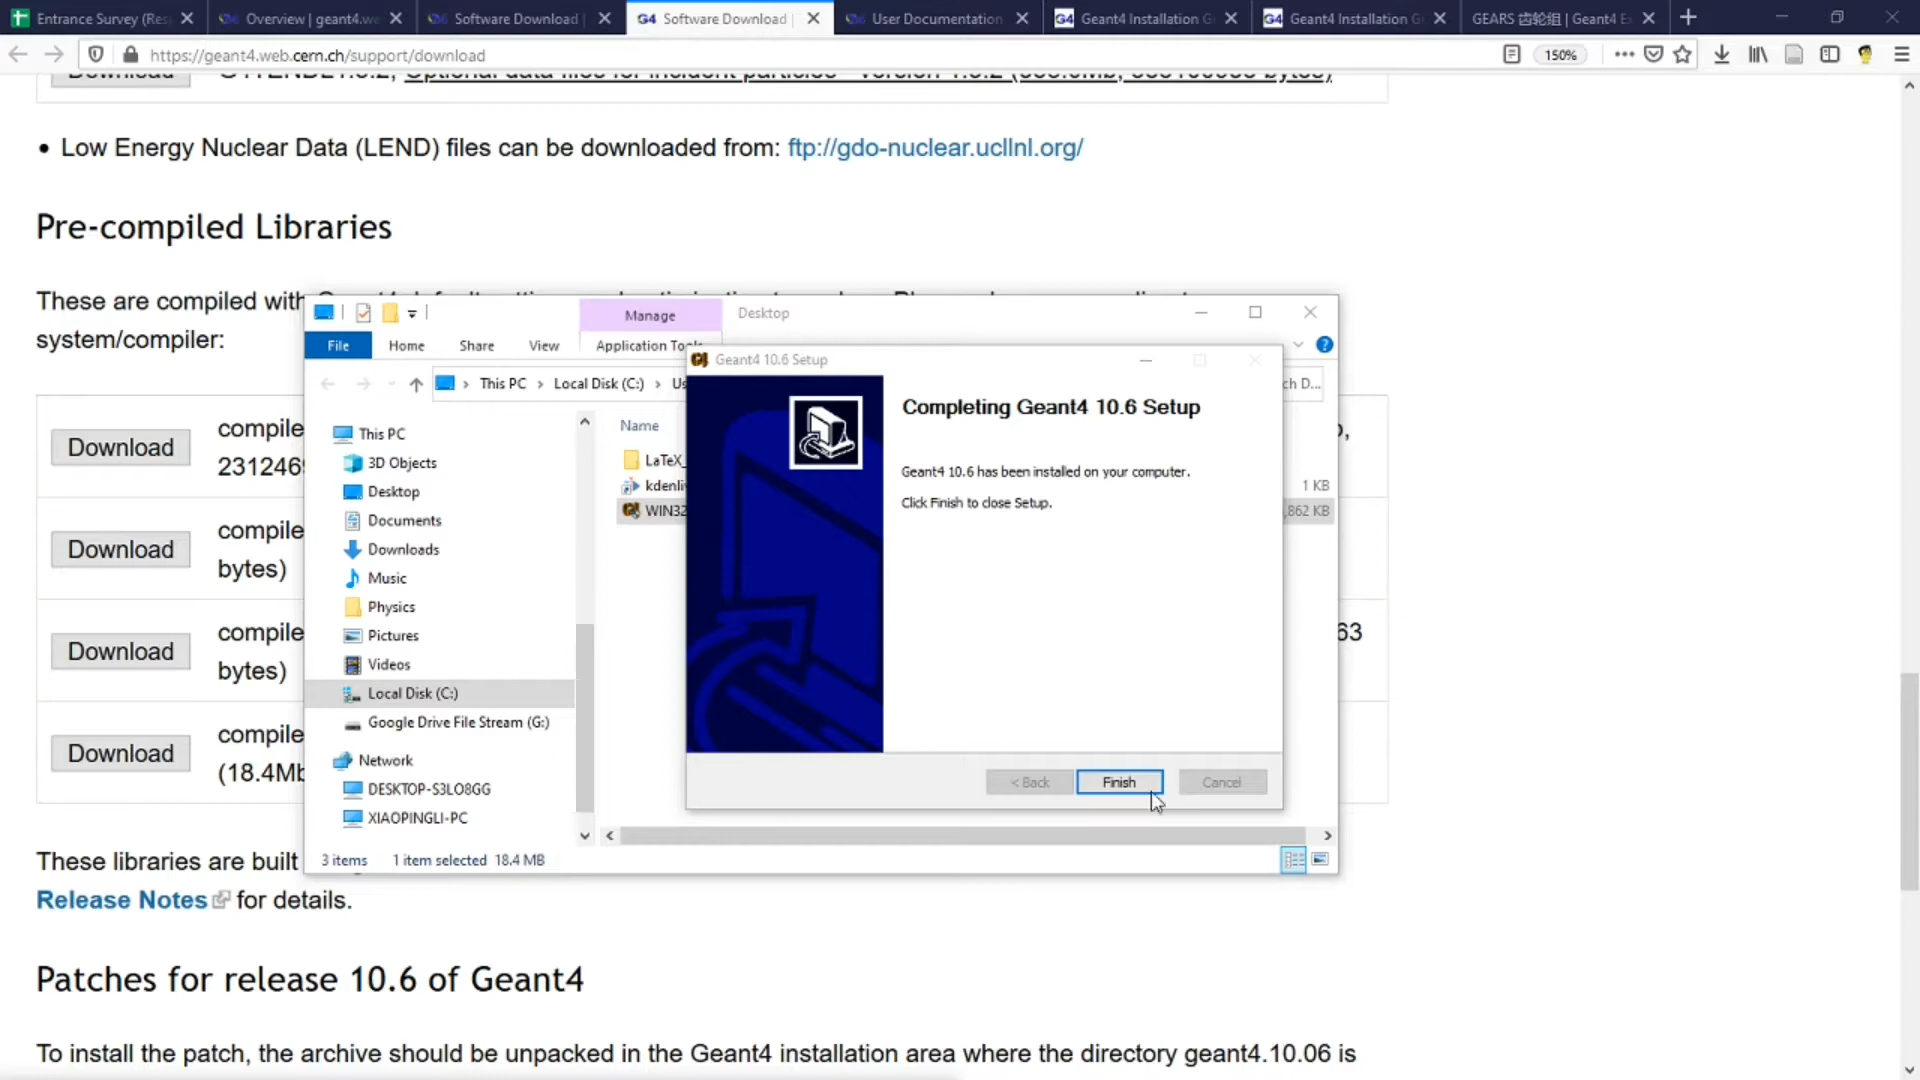 Entrance Survey (Res
Overview | geant4.we
Software Download |
G4 Software Download |
User Documentation
G4 Geant4 Installation G
G4 Geant4 Installation G
GEARS 齿轮组 | Geant4 E
https://geant4.web.cern.ch/support/download
150%
• Low Energy Nuclear Data (LEND) files can be downloaded from: ftp://gdo-nuclear.ucllnl.org/
Pre-compiled Libraries
These are compiled with
system/compiler:
Download
compile
2312469
Download
compile
bytes)
Download
compile
bytes)
63
Download
compile
(18.4Mb
Manage
Desktop
File
Home
Share
View
Application Tools
This PC
Local Disk (C:)
Us
ch D...
This PC
3D Objects
Desktop
Documents
Downloads
Music
Physics
Pictures
Videos
Local Disk (C:)
Google Drive File Stream (G:)
Network
DESKTOP-S3LO8GG
XIAOPINGLI-PC
Name
LaTeX_
kdenliv
1 KB
WIN32
,862 KB
3 items
1 item selected 18.4 MB
Geant4 10.6 Setup
Completing Geant4 10.6 Setup
Geant4 10.6 has been installed on your computer.
Click Finish to close Setup.
< Back
Finish
Cancel
These libraries are built
Release Notes for details.
Patches for release 10.6 of Geant4
To install the patch, the archive should be unpacked in the Geant4 installation area where the directory geant4.10.06 is